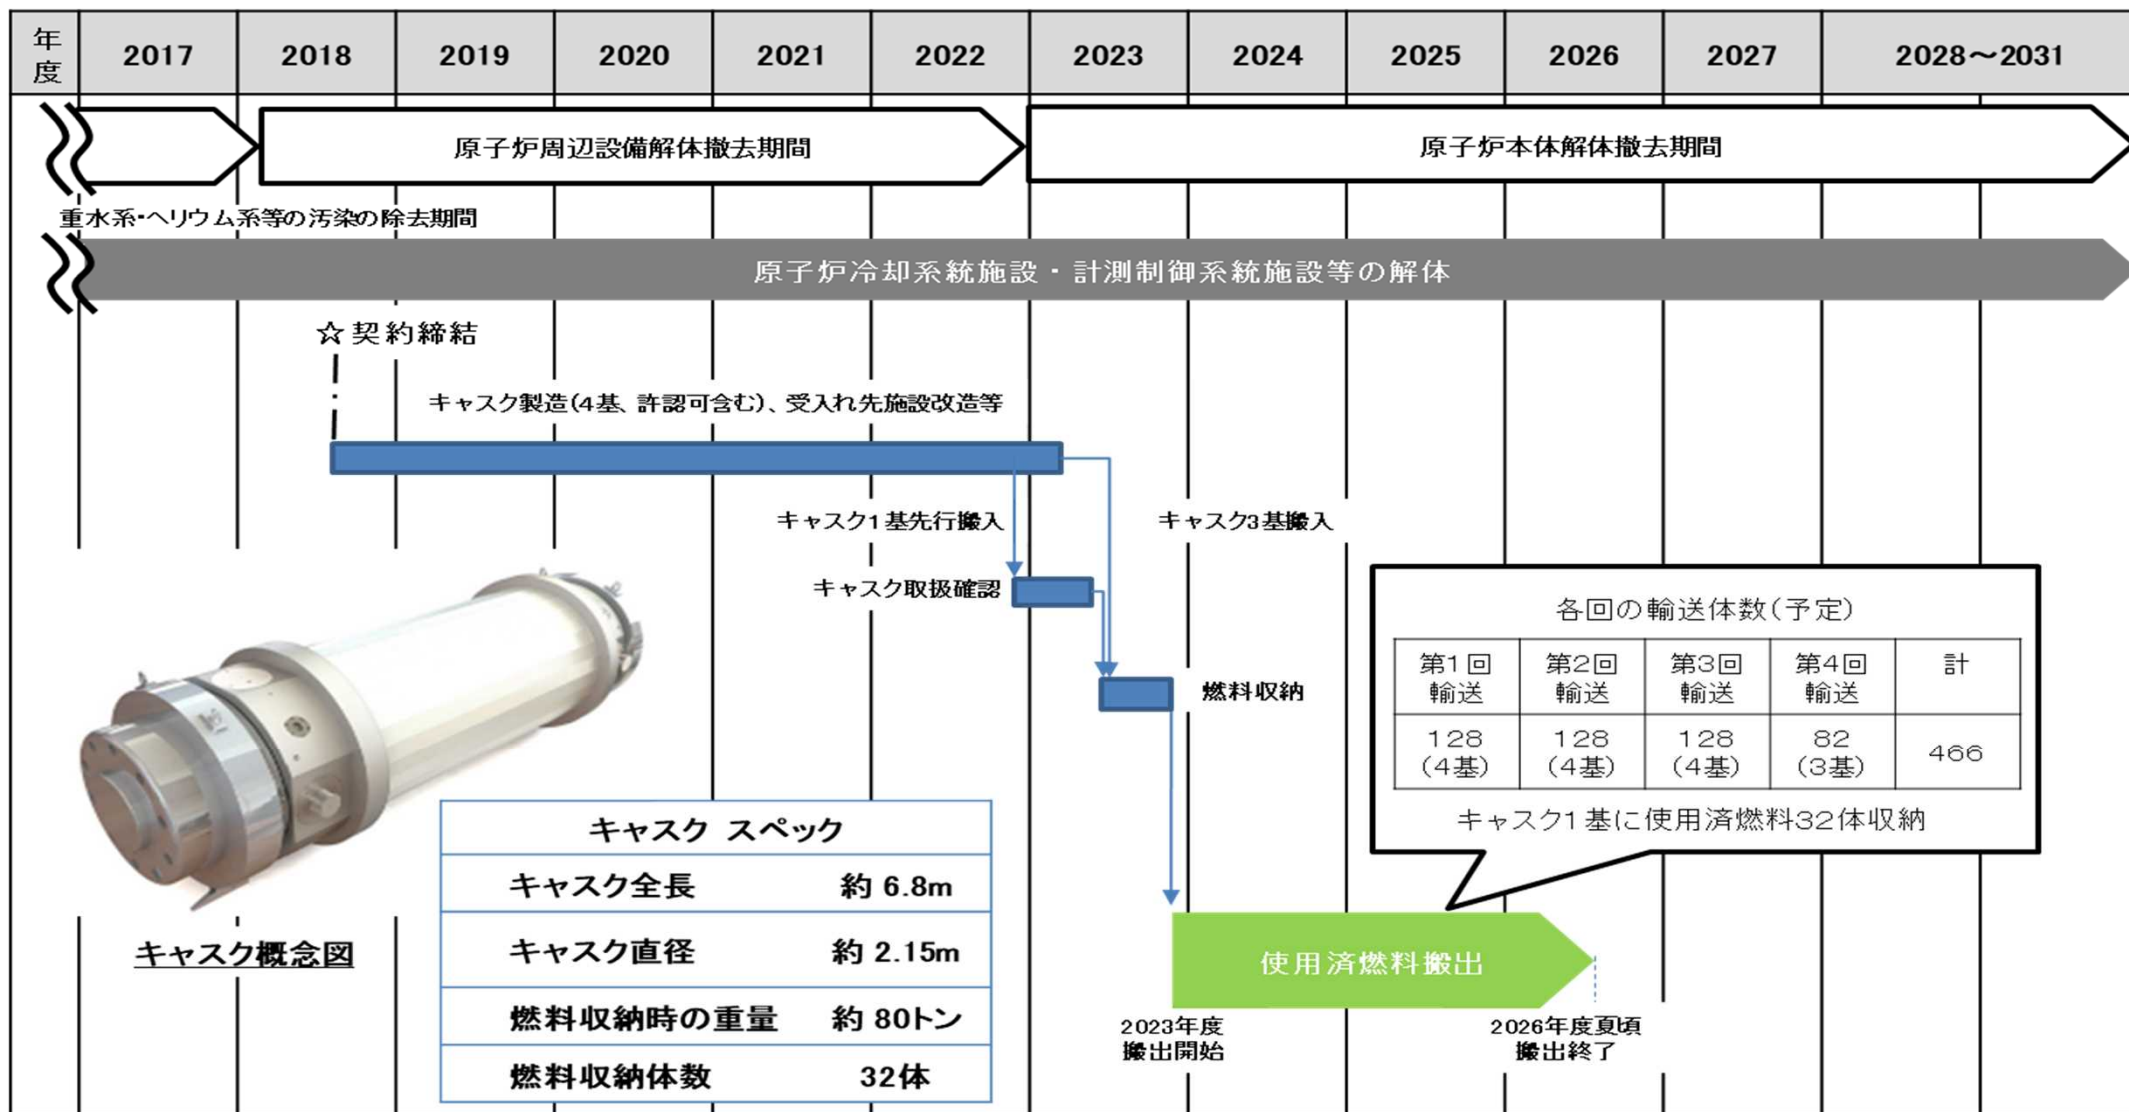 年度 2017 2018 2019 2020 2021 2022 2023 2024 2025 2026 2027 2028～2031
原子炉周辺設備解体撤去期間
原子炉本体解体撤去期間
重水系・ヘリウム系等の汚染の除去期間
原子炉冷却系統施設・計測制御系統施設等の解体
☆契約締結
キャスク製造(4基、許認可含む)、受入れ先施設改造等
キャスク1基先行搬入
キャスク3基搬入
キャスク取扱確認
燃料収納
各回の輸送体数(予定)
第1回 第2回 第3回 第4回 計
輸送 輸送 輸送 輸送
128 128 128 82 466
(4基) (4基) (4基) (3基)
キャスク1基に使用済燃料32体収納
キャスク概念図
キャスク スペック
キャスク全長 約 6.8m
キャスク直径 約 2.15m
燃料収納時の重量 約 80トン
燃料収納体数 32体
使用済燃料搬出
2023年度
搬出開始
2026年度夏頃
搬出終了